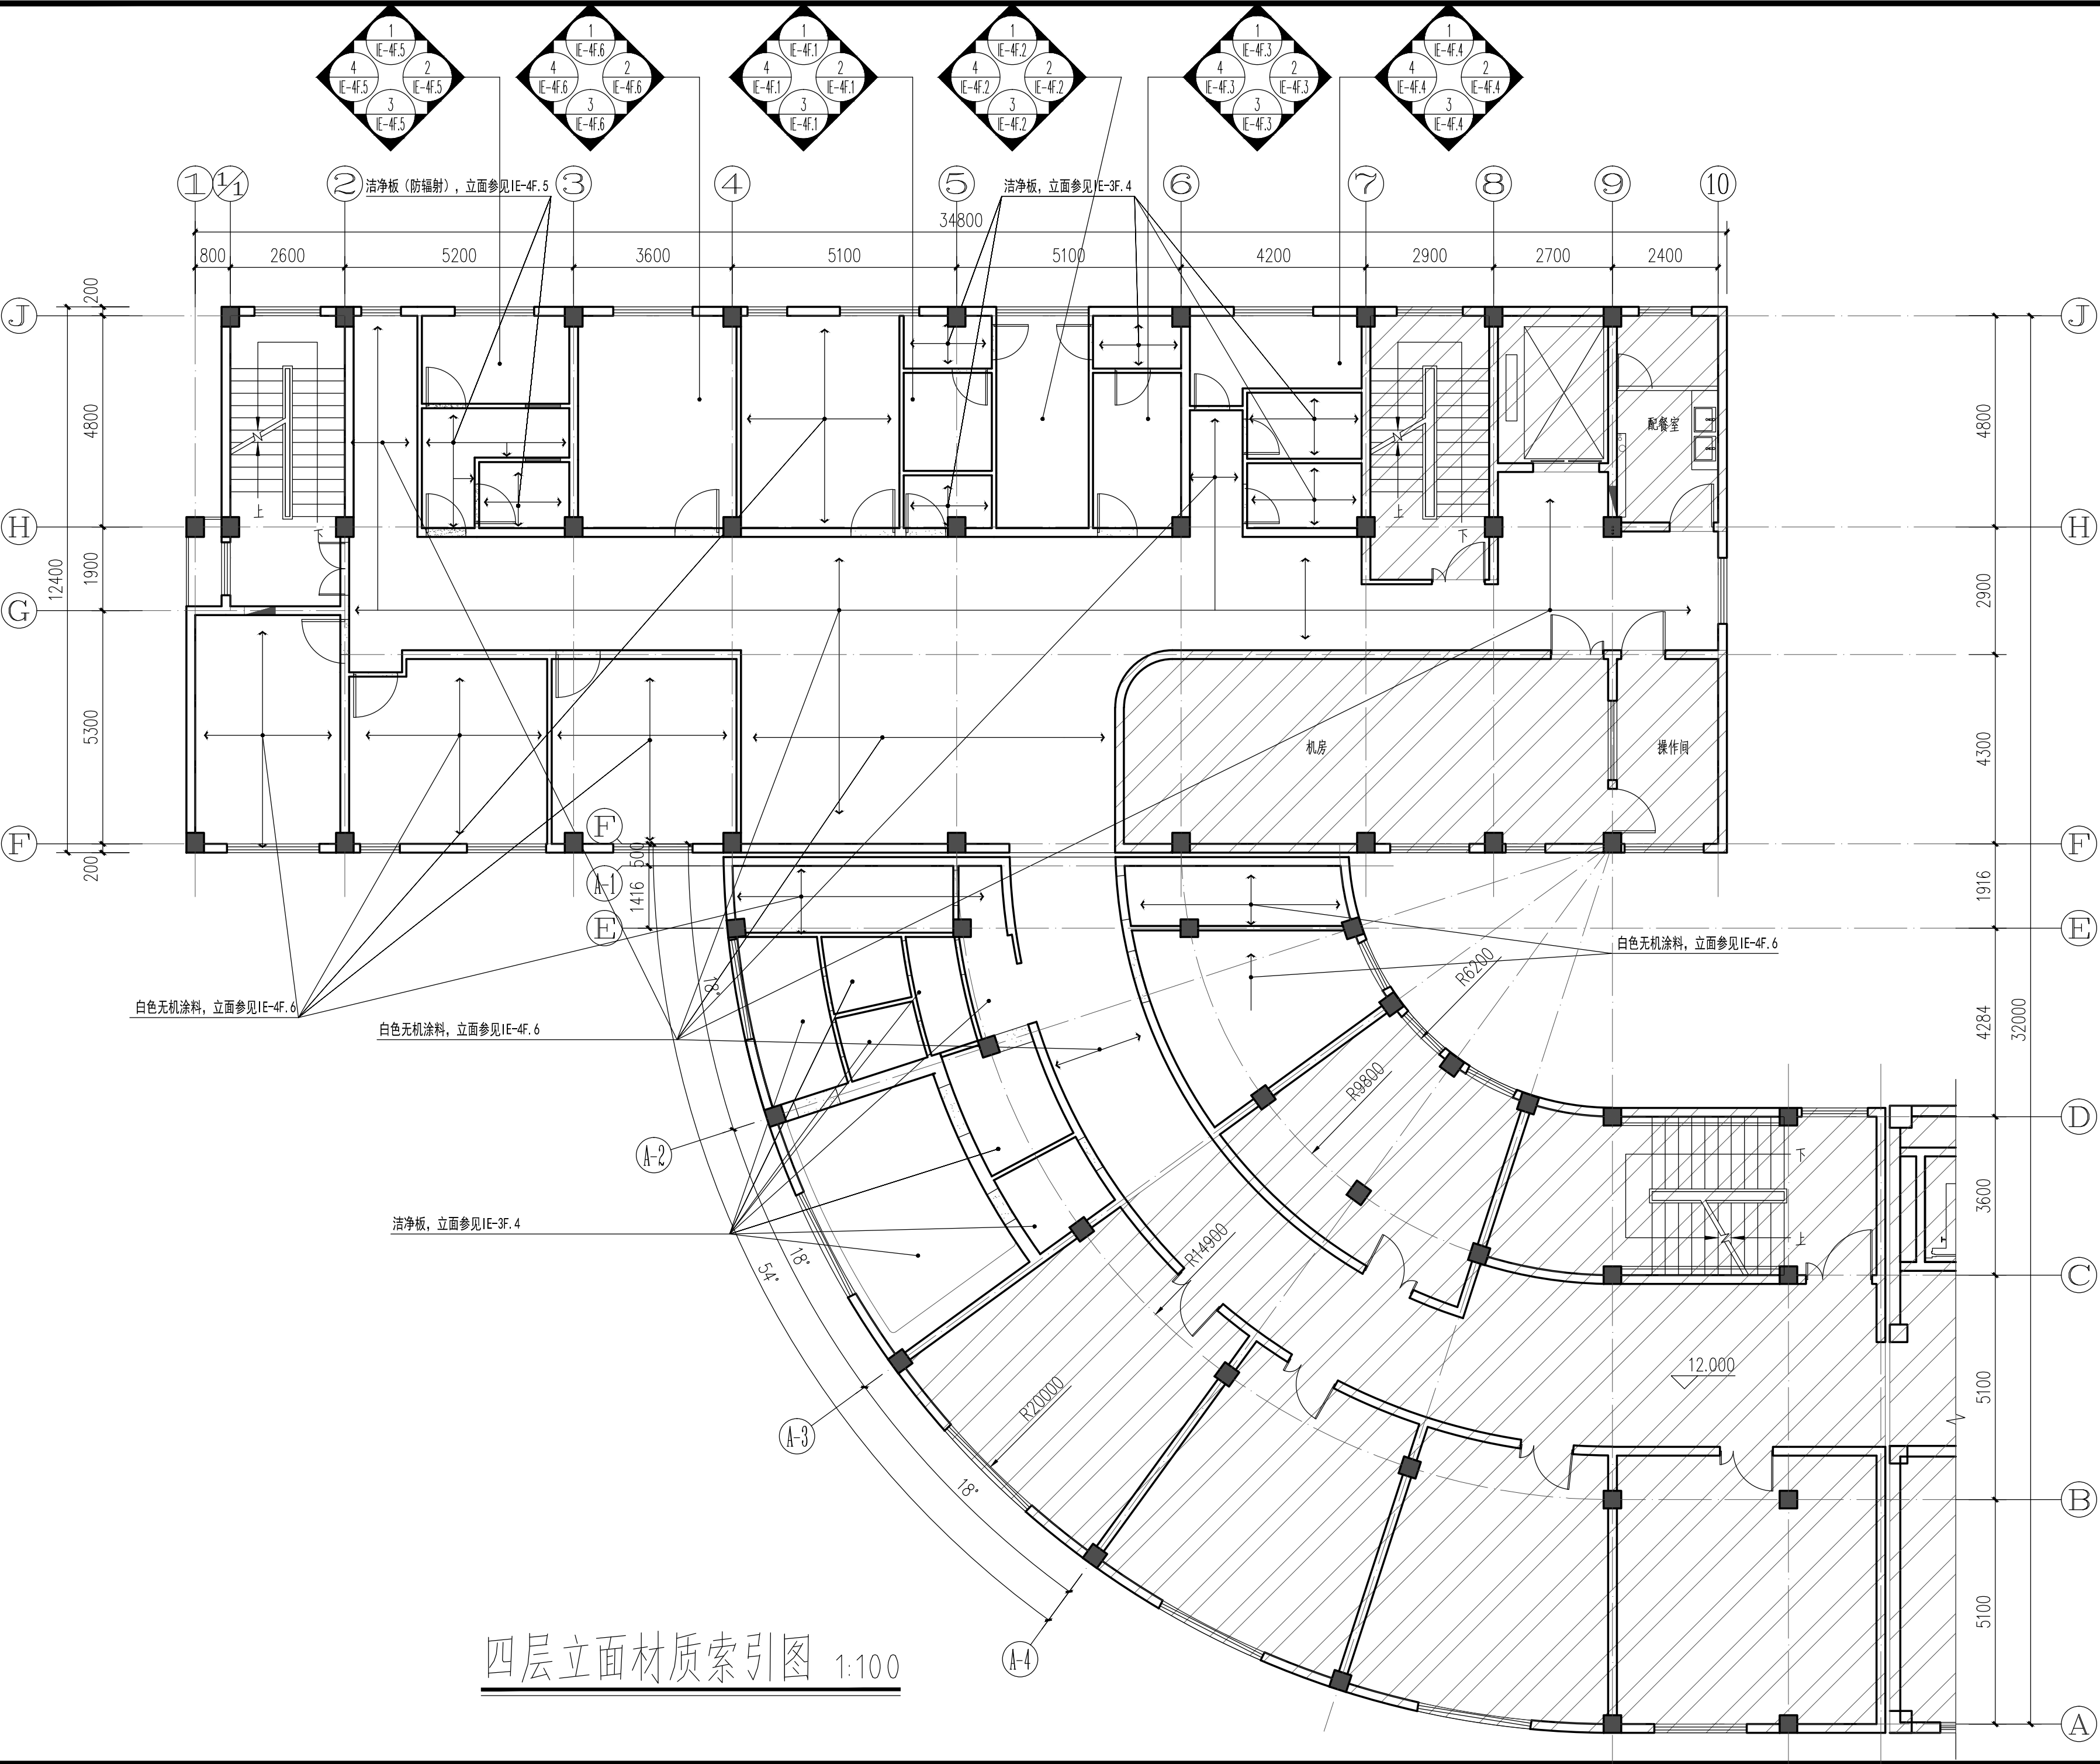 1 1 1 1 1 1
IE-4F.5 IE-4F.6 IE-4F.1 IE-4F.2 IE-4F.3 IE-4F.4
4 2 4 2 4 2 4 2 4 2 4 2
IE-4F.5 IE-4F.5 IE-4F.6 IE-4F.6 IE-4F.1 IE-4F.1 IE-4F.2 IE-4F.2 IE-4F.3 IE-4F.3 IE-4F.4 IE-4F.4
3 3 3 3 3 3
IE-4F.5 IE-4F.6 IE-4F.1 IE-4F.2 IE-4F.3 IE-4F.4
1 1/1 2 洁净板（防辐射），立面参见IE-4F.5 3 4 5 洁净板，立面参见IE-3F.4 6 7 8 9 10
34800
800 2600 5200 3600 5100 5100 4200 2900 2700 2400
200
J J
4800 配餐室 4800
上 上
H 下 下 H
12400 1900 2900
G
5300 机房 操作间 4300
F F F
200 500
A-1
1416 1916
E E
白色无机涂料，立面参见IE-4F.6
R6200
18°
白色无机涂料，立面参见IE-4F.6
白色无机涂料，立面参见IE-4F.6
4284 32000
R9800
D
A-2 下
洁净板，立面参见IE-3F.4
3600
R14900 上
18°
54°
C
12.000
R20000 5100
A-3
18°
B
5100
四层立面材质索引图 1:100
A-4
A